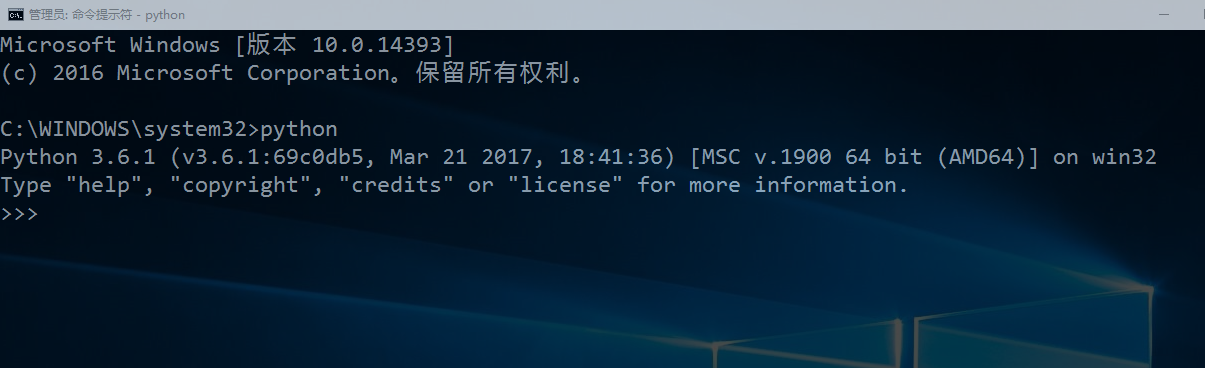 管理员: 命令提示符 - python
Microsoft Windows [版本 10.0.14393]
(c) 2016 Microsoft Corporation。保留所有权利。
C:\WINDOWS\system32>python
Python 3.6.1 (v3.6.1:69c0db5, Mar 21 2017, 18:41:36) [MSC v.1900 64 bit (AMD64)] on win32
Type "help", "copyright", "credits" or "license" for more information.
>>>